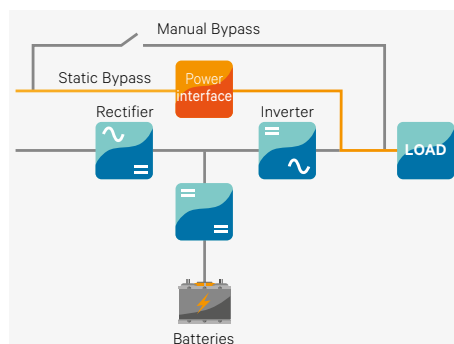 Manual Bypass
Static Bypass
Power
interface
Rectifier
Inverter
LOAD
Batteries